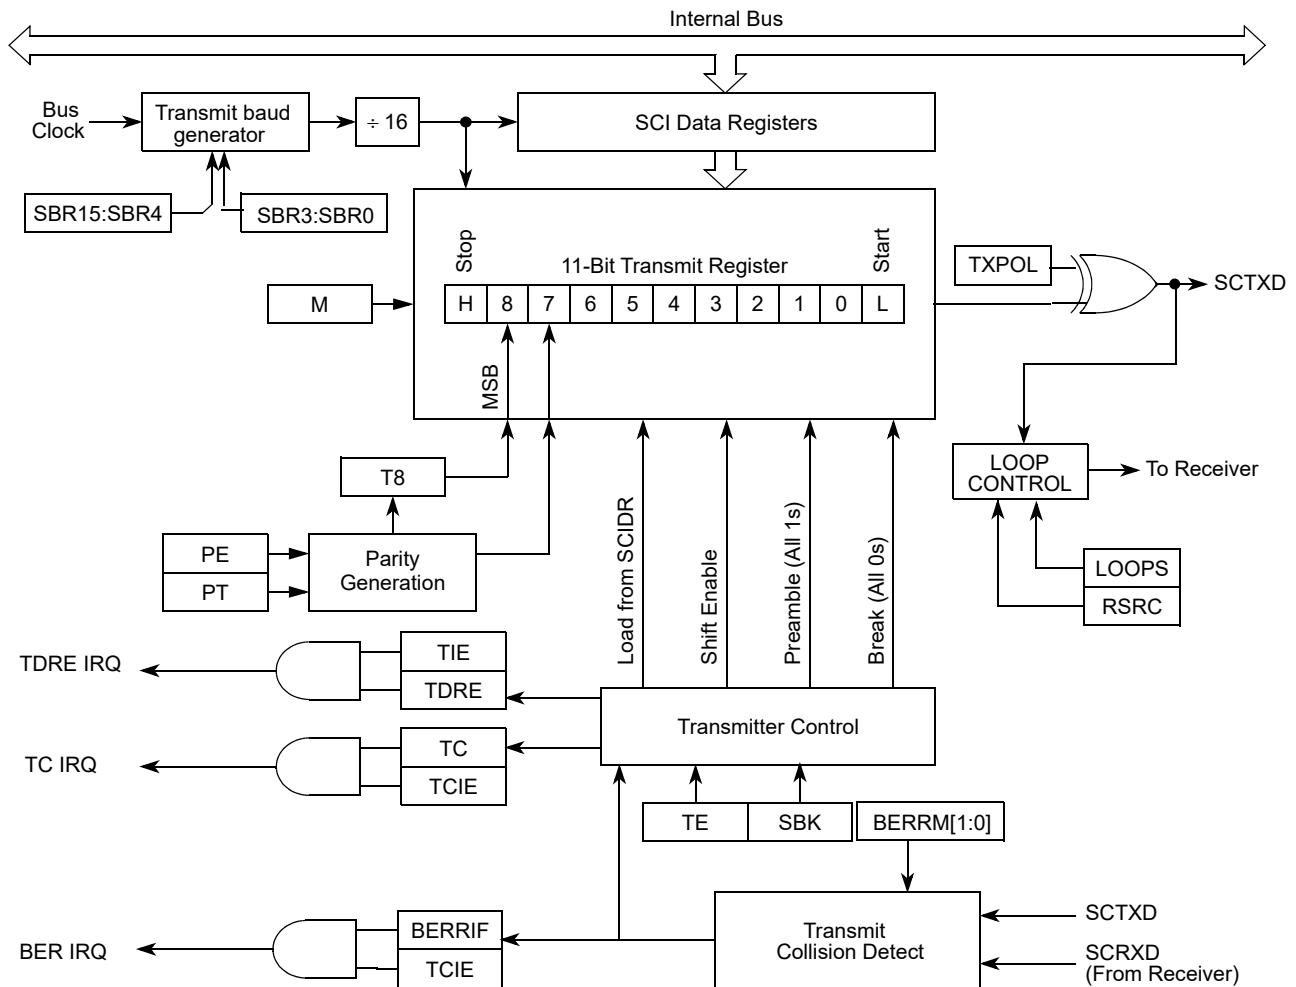 Internal Bus
Bus
Clock
Transmit baud
generator
÷ 16
SCI Data Registers
SBR15:SBR4
SBR3:SBR0
Stop
11-Bit Transmit Register
Start
TXPOL
SCTXD
M
H 8 7 6 5 4 3 2 1 0 L
MSB
LOOP
CONTROL
To Receiver
T8
Load from SCIDR
Shift Enable
Preamble (All 1s)
Break (All 0s)
PE
PT
Parity
Generation
LOOPS
RSRC
TDRE IRQ
TIE
TDRE
Transmitter Control
TC IRQ
TC
TCIE
TE
SBK
BERRM[1:0]
BER IRQ
BERRIF
TCIE
Transmit
Collision Detect
SCTXD
SCRXD
(From Receiver)